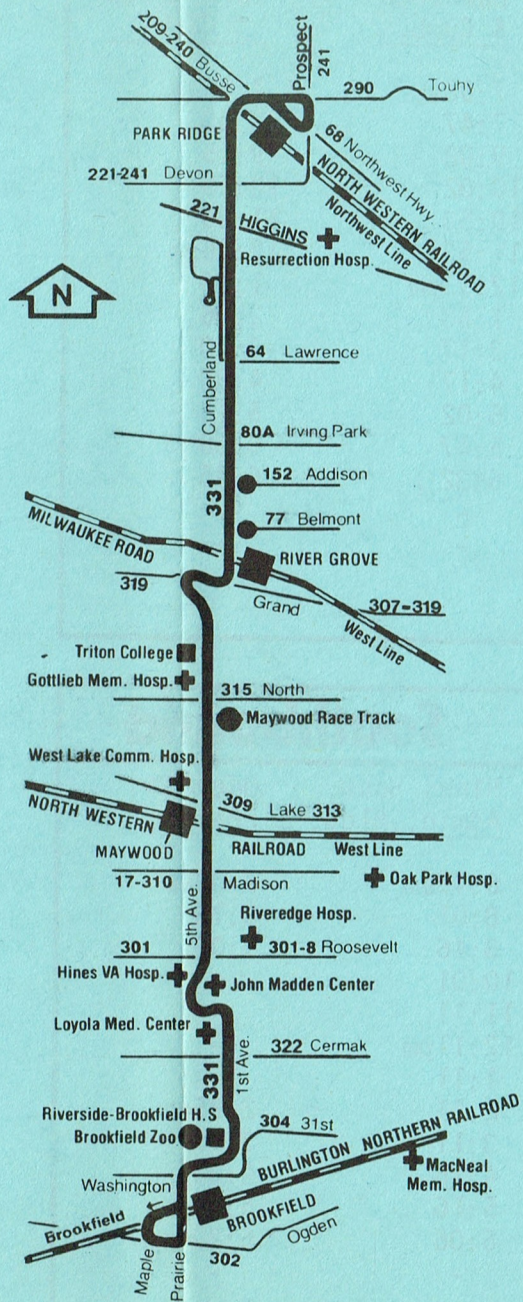 209-240 Busse
Prospect
241
290 Touhy
PARK RIDGE
68 Northwest Hwy
221-241 Devon
NORTH WESTERN RAILROAD
Northwest Line
221 HIGGINS
Resurrection Hosp.
N
Cumberland
64 Lawrence
80A Irving Park
331
152 Addison
77 Belmont
MILWAUKEE ROAD
RIVER GROVE
319
Grand
307-319
West Line
Triton College
Gottlieb Mem. Hosp.
315 North
Maywood Race Track
West Lake Comm. Hosp.
309 Lake 313
NORTH WESTERN
MAYWOOD
RAILROAD West Line
17-310 Madison
Oak Park Hosp.
5th Ave.
Riveredge Hosp.
301
301-8 Roosevelt
Hines VA Hosp.
John Madden Center
Loyola Med. Center
322 Cermak
331
1st Ave.
Riverside-Brookfield H.S
Brookfield Zoo
304 31st
BURLINGTON NORTHERN RAILROAD
Washington
MacNeal
Mem. Hosp.
Brookfield
BROOKFIELD
Ogden
302
Maple
Prairie